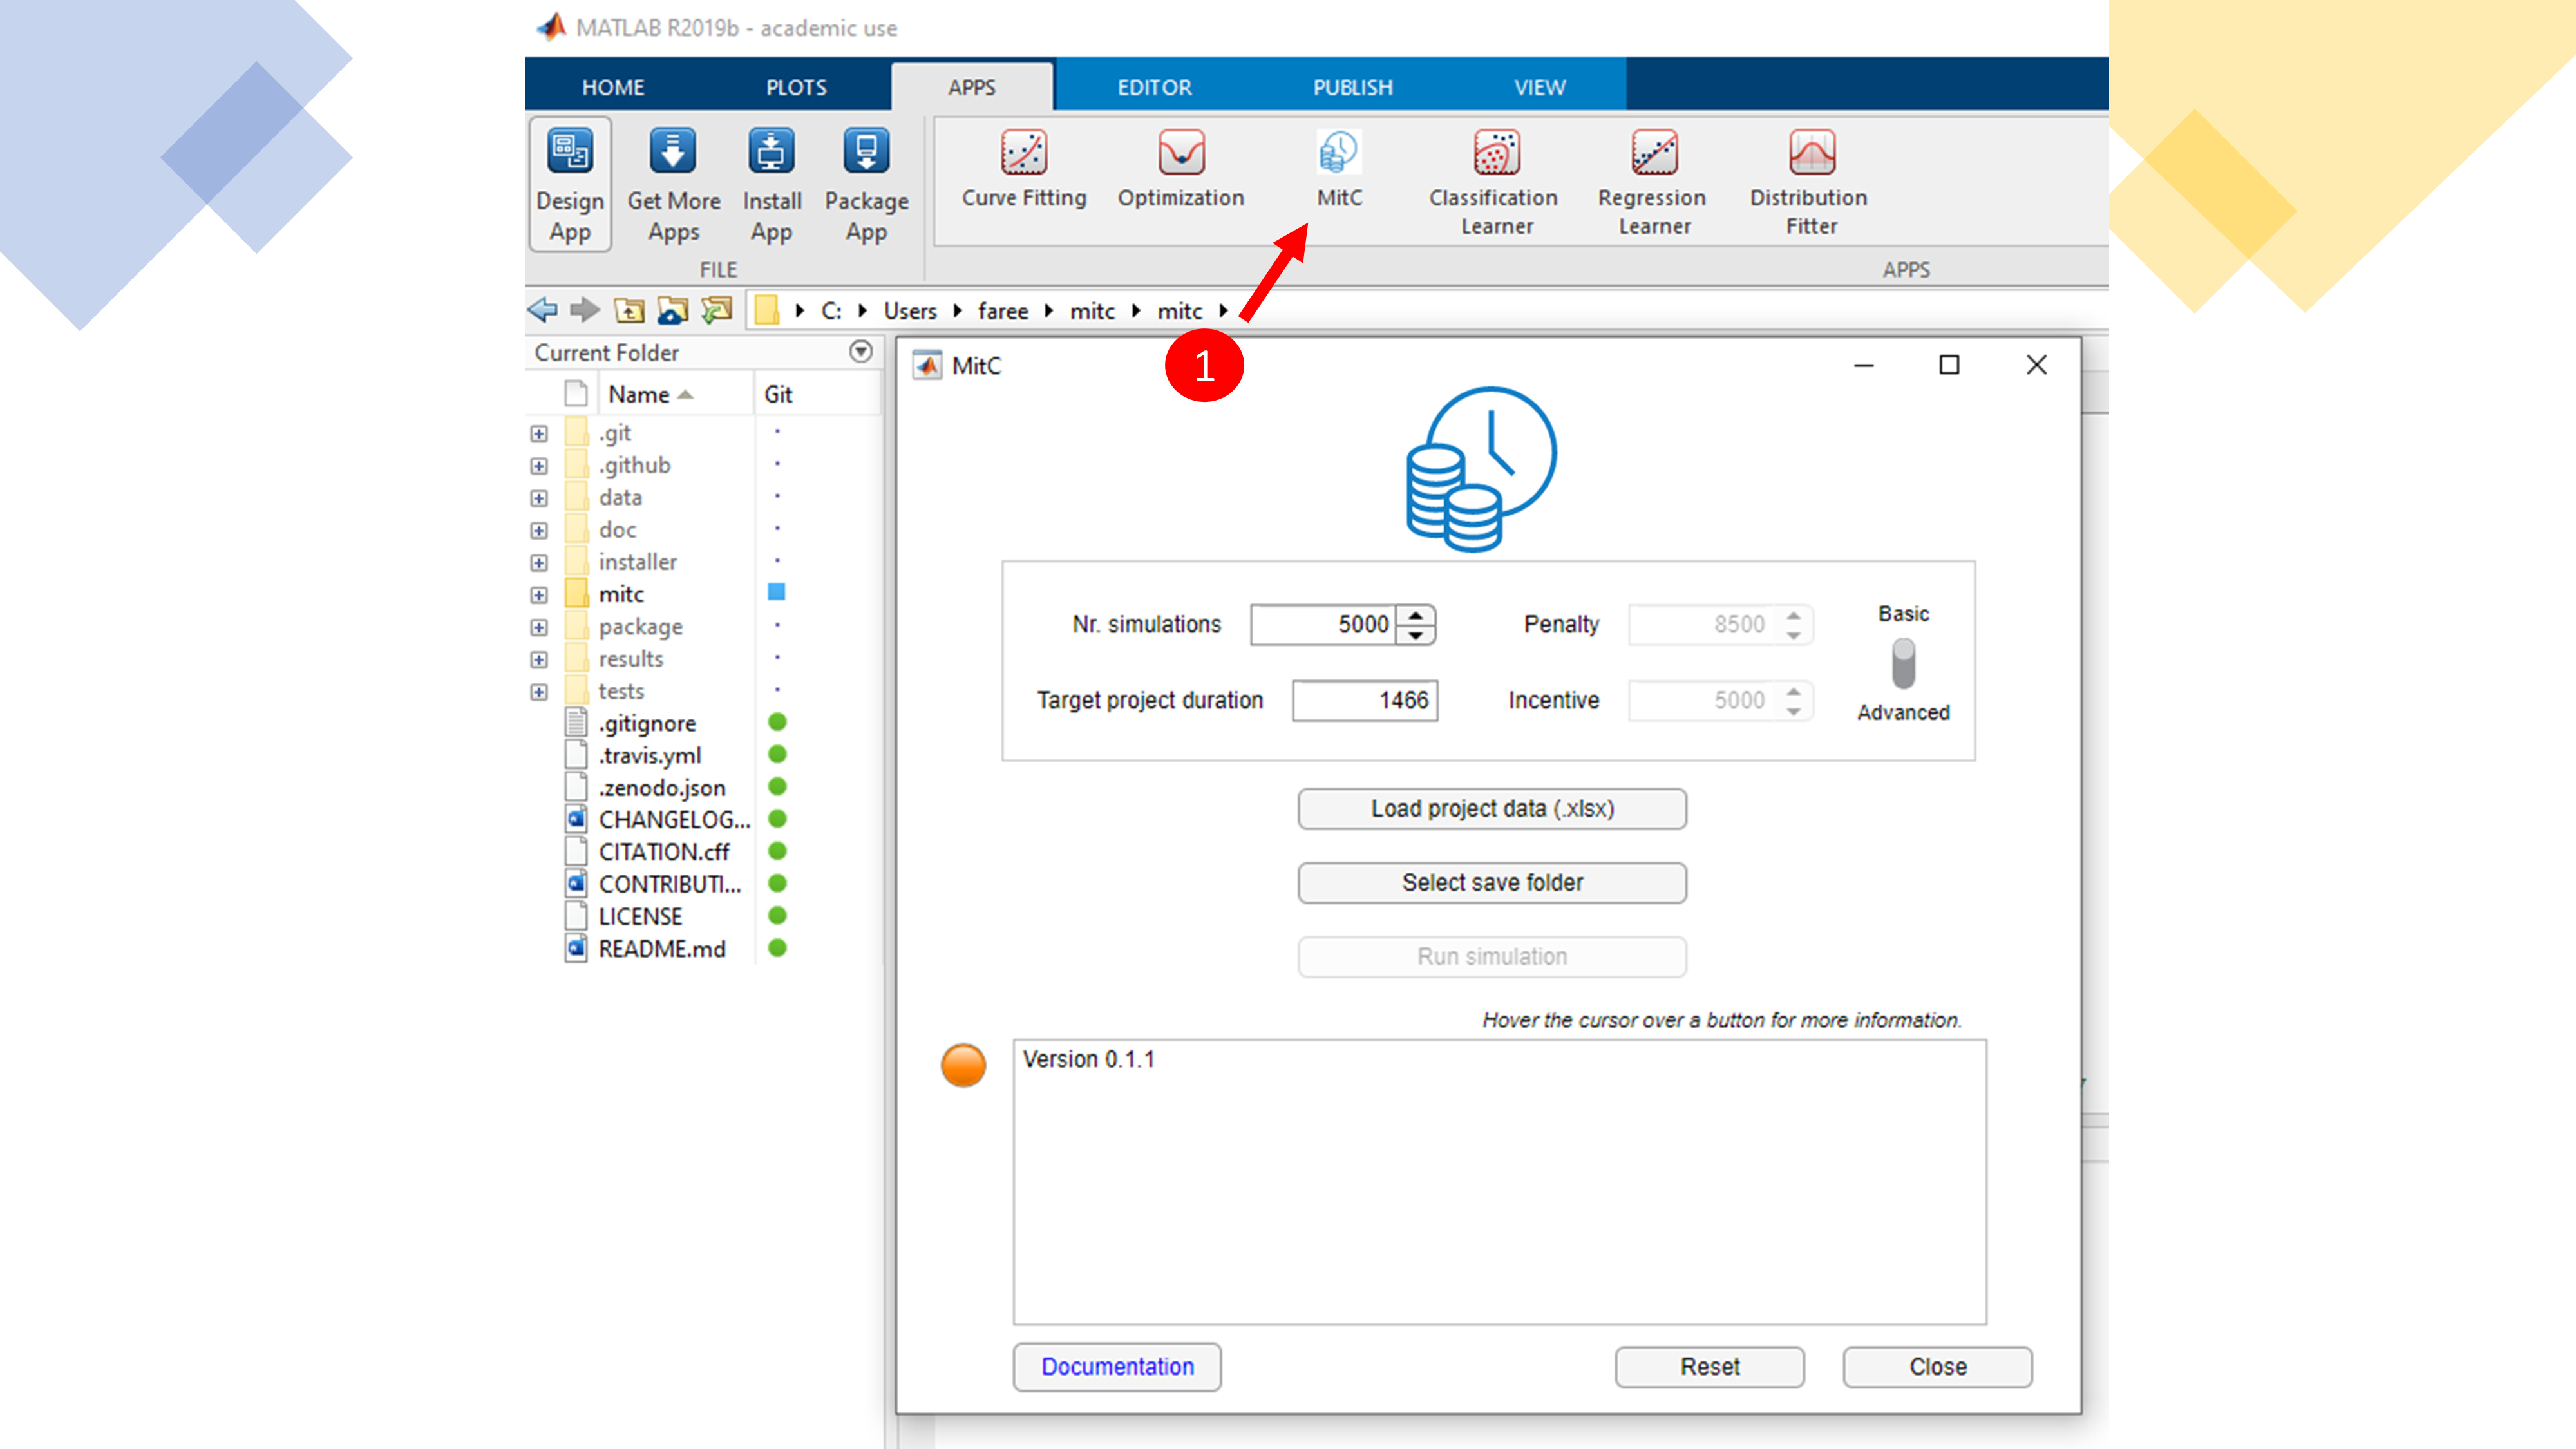 MATLAB R2019b - academic use
HOME PLOTS APPS EDITOR PUBLISH VIEW
Design App
Get More Apps
Install App
Package App
Curve Fitting
Optimization
MitC
Classification Learner
Regression Learner
Distribution Fitter
FILE
APPS
C: Users faree mitc mitc
1
Current Folder
Name Git
.git
.github
data
doc
installer
mitc
package
results
tests
.gitignore
.travis.yml
.zenodo.json
CHANGELOG...
CITATION.cff
CONTRIBUTI...
LICENSE
README.md
MitC
Nr. simulations 5000 Penalty 8500 Basic
Target project duration 1466 Incentive 5000 Advanced
Load project data (.xlsx)
Select save folder
Run simulation
Hover the cursor over a button for more information.
Version 0.1.1
Documentation Reset Close